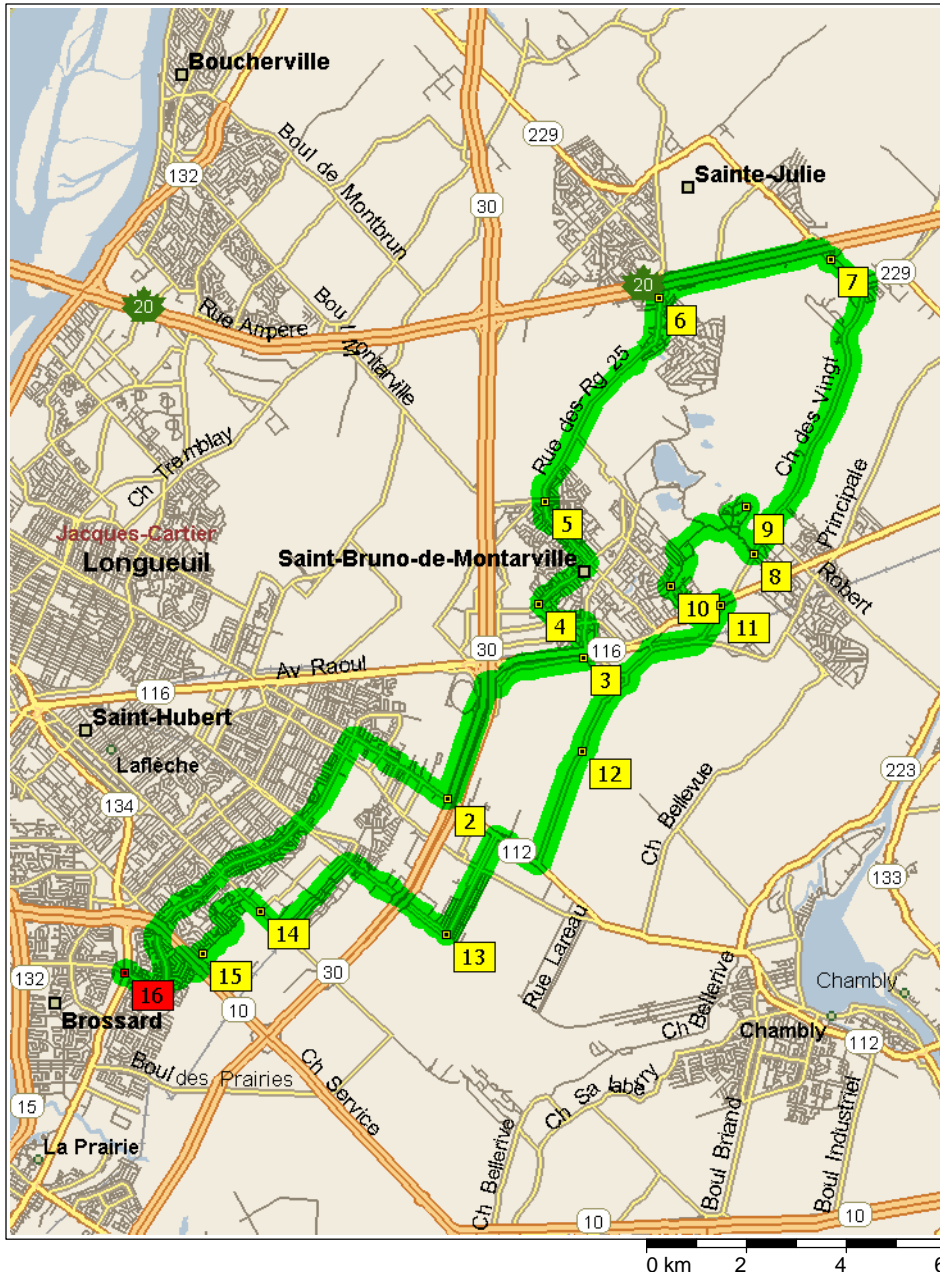 Boucherville
229
Boul de Montbrun
132
Sainte-Julie
30
229
20
20
7
Rue Ampere
6
Boul Montarville
Rue des Rg 25
Ch des Vingt
Ch Tremblay
Principale
5
9
Jacques-Cartier
Longueuil
Saint-Bruno-de-Montarville
8
Robert
4
10
11
30
116
Av Raoul
3
116
Saint-Hubert
Laflèche
12
223
Ch Bellevue
134
2
112
133
14
13
15
Rue Lareau
30
132
16
Chambly
Brossard
10
Ch Bellerive
Chambly
112
Boul des Prairies
Ch Service
Ch Salaberry
15
La Prairie
Ch Bellerive
Boul Briand
Boul Industriel
10
10
0 km 2 4 6